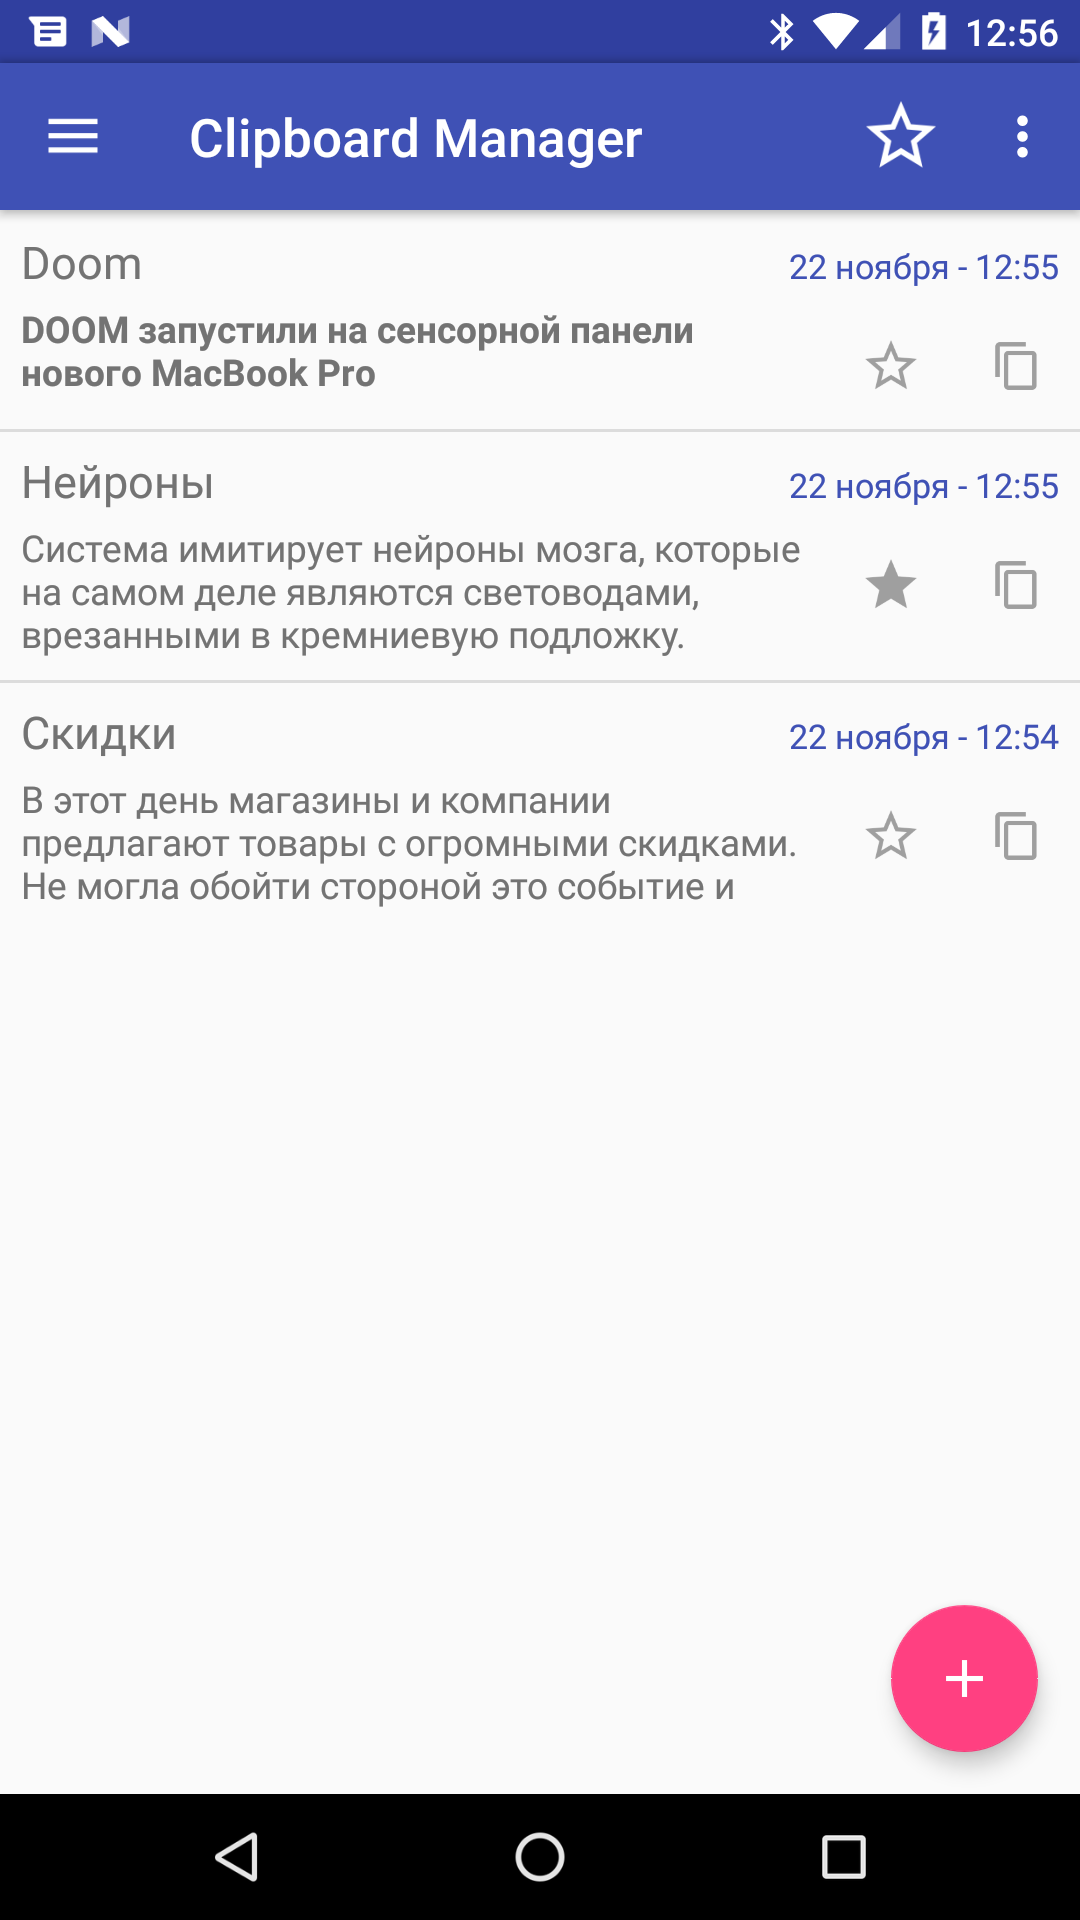 12:56
Clipboard Manager
Doom
22 ноября - 12:55
DOOM запустили на сенсорной панели
нового MacBook Pro
Нейроны
22 ноября - 12:55
Система имитирует нейроны мозга, которые
на самом деле являются световодами,
врезанными в кремниевую подложку.
Скидки
22 ноября - 12:54
В этот день магазины и компании
предлагают товары с огромными скидками.
Не могла обойти стороной это событие и